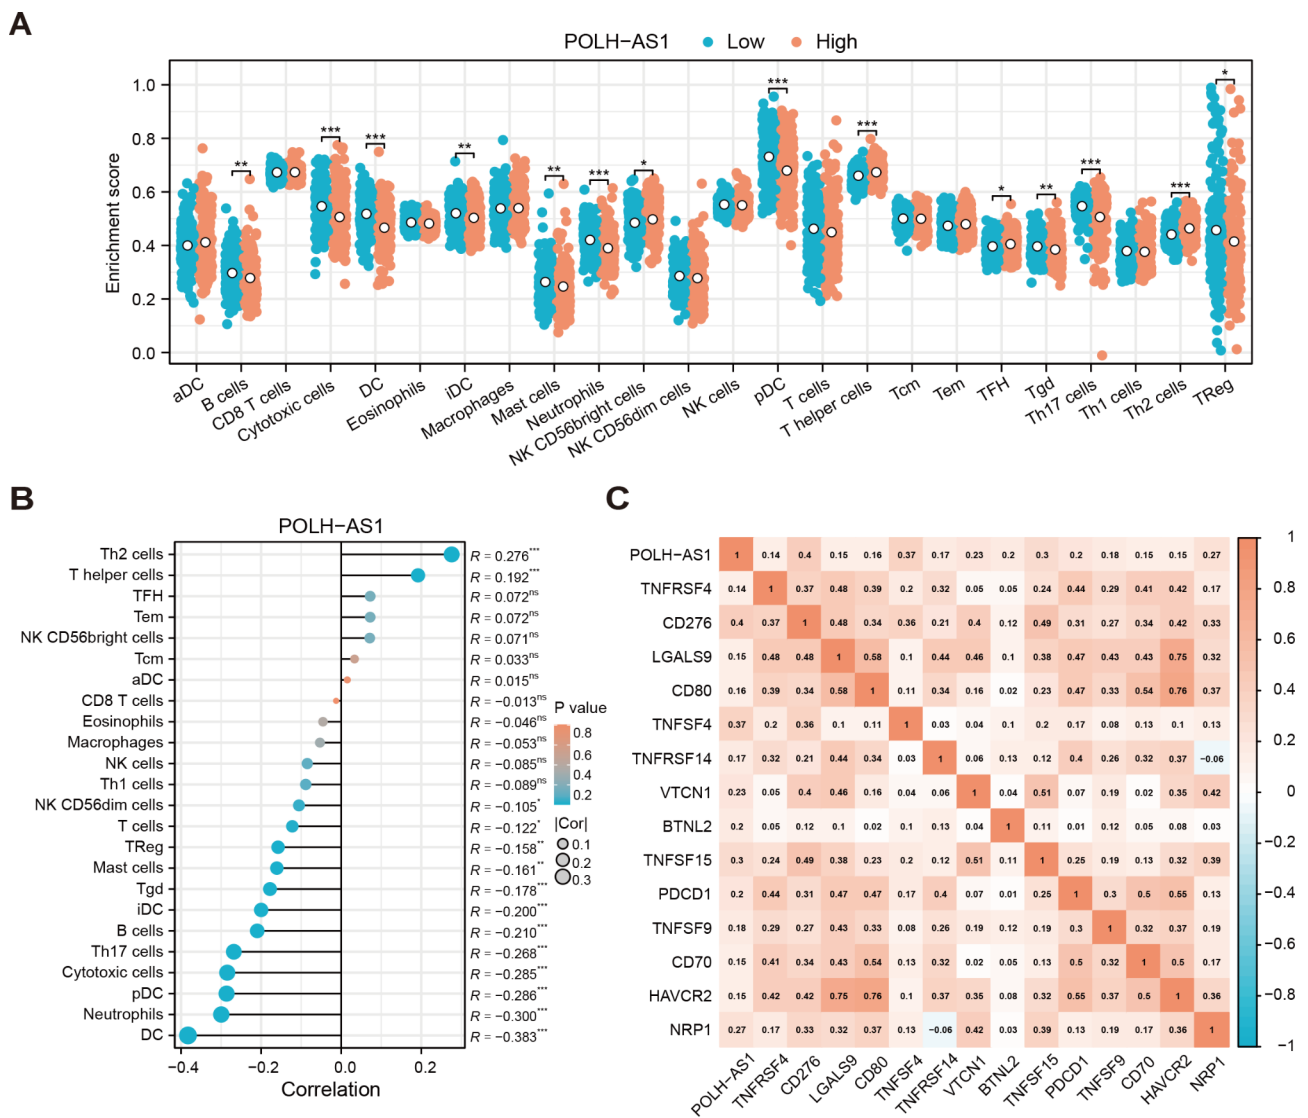 A
POLH−AS1 Low High
Enrichment score
1.0
0.8
0.6
0.4
0.2
0.0
** *** *** ** ** *** * *** *** * ** *** *** *
aDC
B cells
CD8 T cells
Cytotoxic cells
DC
Eosinophils
iDC
Macrophages
Mast cells
Neutrophils
NK CD56bright cells
NK CD56dim cells
NK cells
pDC
T cells
T helper cells
Tcm
Tem
TFH
Tgd
Th17 cells
Th1 cells
Th2 cells
TReg
B
POLH−AS1
Th2 cells R = 0.276***
T helper cells R = 0.192***
TFH R = 0.072ns
Tem R = 0.072ns
NK CD56bright cells R = 0.071ns
Tcm R = 0.033ns
aDC R = 0.015ns
CD8 T cells R = −0.013ns
Eosinophils R = −0.046ns
Macrophages R = −0.053ns
NK cells R = −0.085ns
Th1 cells R = −0.089ns
NK CD56dim cells R = −0.105*
T cells R = −0.122*
TReg R = −0.158**
Mast cells R = −0.161**
Tgd R = −0.178***
iDC R = −0.200***
B cells R = −0.210***
Th17 cells R = −0.268***
Cytotoxic cells R = −0.285***
pDC R = −0.286***
Neutrophils R = −0.300***
DC R = −0.383***
−0.4 −0.2 0.0 0.2
Correlation
P value
0.8
0.6
0.4
0.2
|Cor|
0.1
0.2
0.3
C
POLH−AS1 1 0.14 0.4 0.15 0.16 0.37 0.17 0.23 0.2 0.3 0.2 0.18 0.15 0.15 0.27
TNFRSF4 0.14 1 0.37 0.48 0.39 0.2 0.32 0.05 0.05 0.24 0.44 0.29 0.41 0.42 0.17
CD276 0.4 0.37 1 0.48 0.34 0.36 0.21 0.4 0.12 0.49 0.31 0.27 0.34 0.42 0.33
LGALS9 0.15 0.48 0.48 1 0.58 0.1 0.44 0.46 0.1 0.38 0.47 0.43 0.43 0.75 0.32
CD80 0.16 0.39 0.34 0.58 1 0.11 0.34 0.16 0.02 0.23 0.47 0.33 0.54 0.76 0.37
TNFSF4 0.37 0.2 0.36 0.1 0.11 1 0.03 0.04 0.1 0.2 0.17 0.08 0.13 0.1 0.13
TNFRSF14 0.17 0.32 0.21 0.44 0.34 0.03 1 0.06 0.13 0.12 0.4 0.26 0.32 0.37 −0.06
VTCN1 0.23 0.05 0.4 0.46 0.16 0.04 0.06 1 0.04 0.51 0.07 0.19 0.02 0.35 0.42
BTNL2 0.2 0.05 0.12 0.1 0.02 0.1 0.13 0.04 1 0.11 0.01 0.12 0.05 0.08 0.03
TNFSF15 0.3 0.24 0.49 0.38 0.23 0.2 0.12 0.51 0.11 1 0.25 0.19 0.13 0.32 0.39
PDCD1 0.2 0.44 0.31 0.47 0.47 0.17 0.4 0.07 0.01 0.25 1 0.3 0.5 0.55 0.13
TNFSF9 0.18 0.29 0.27 0.43 0.33 0.08 0.26 0.19 0.12 0.19 0.3 1 0.32 0.37 0.19
CD70 0.15 0.41 0.34 0.43 0.54 0.13 0.32 0.02 0.05 0.13 0.5 0.32 1 0.5 0.17
HAVCR2 0.15 0.42 0.42 0.75 0.76 0.1 0.37 0.35 0.08 0.32 0.55 0.37 0.5 1 0.36
NRP1 0.27 0.17 0.33 0.32 0.37 0.13 −0.06 0.42 0.03 0.39 0.13 0.19 0.17 0.36 1
POLH−AS1
TNFRSF4
CD276
LGALS9
CD80
TNFSF4
TNFRSF14
VTCN1
BTNL2
TNFSF15
PDCD1
TNFSF9
CD70
HAVCR2
NRP1
1
0.8
0.6
0.4
0.2
0
−0.2
−0.4
−0.6
−0.8
−1